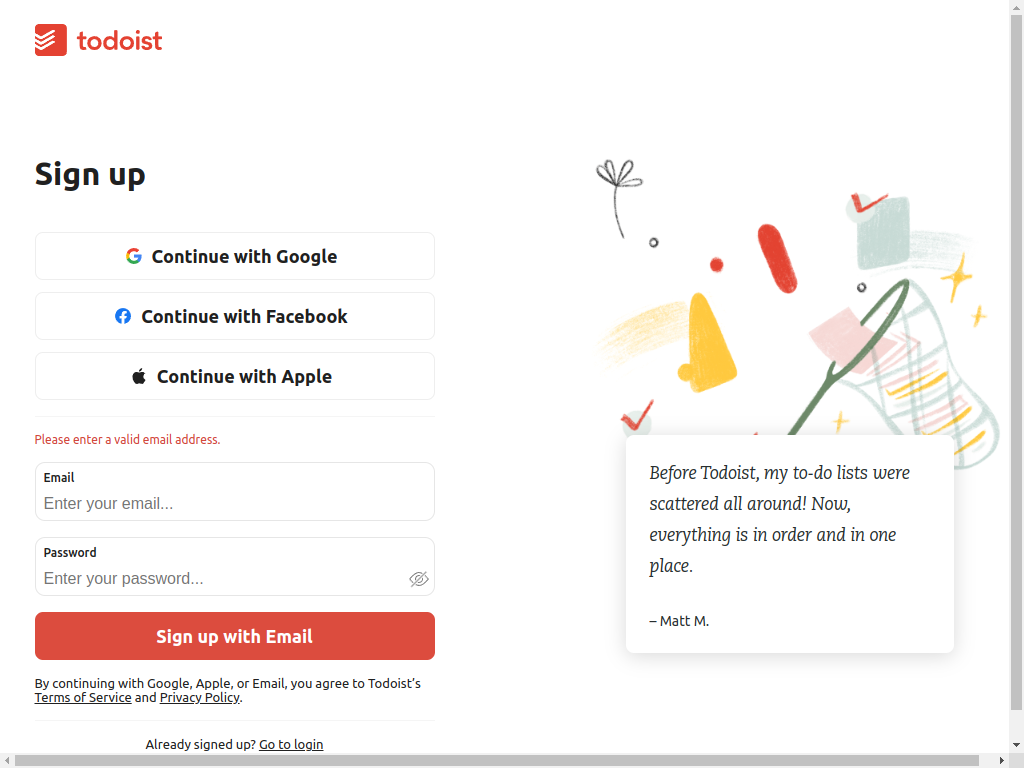 todoist
Sign up
Continue with Google
Continue with Facebook
Continue with Apple
Please enter a valid email address.
Email
Enter your email...
Password
Enter your password...
Sign up with Email
By continuing with Google, Apple, or Email, you agree to Todoist’s
Terms of Service and Privacy Policy.
Already signed up? Go to login
Before Todoist, my to-do lists were
scattered all around! Now,
everything is in order and in one
place.
– Matt M.